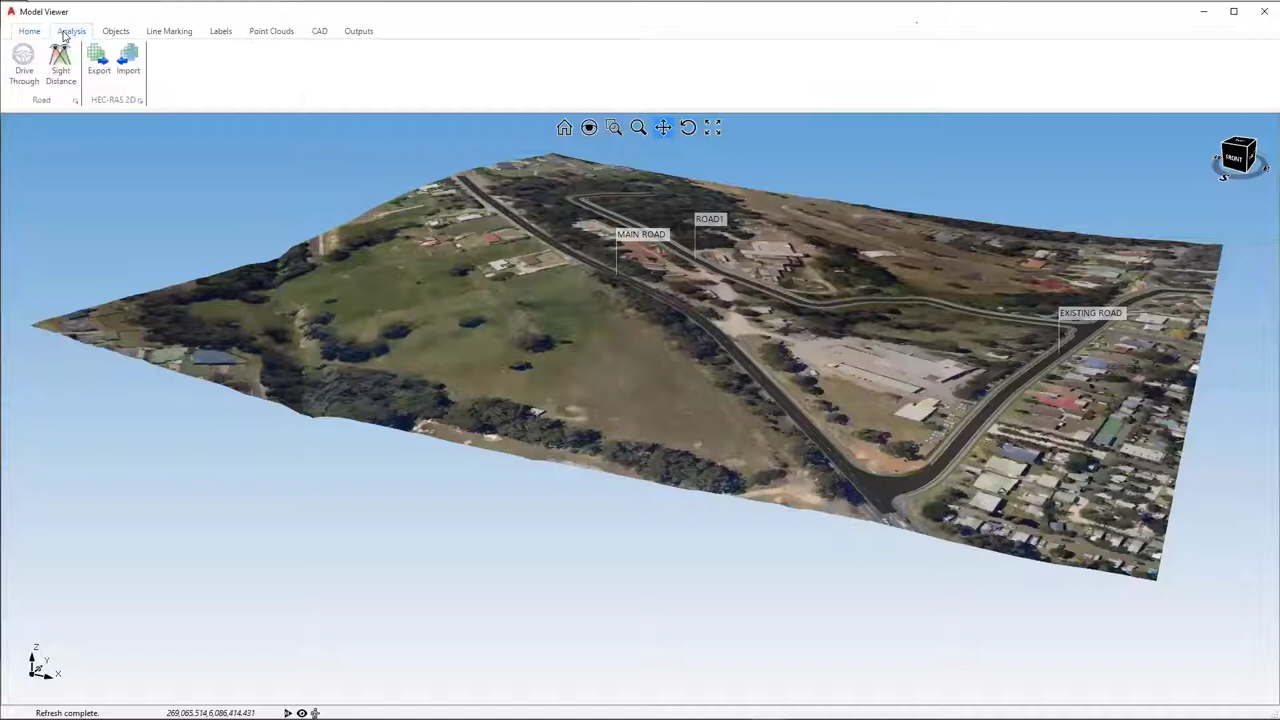 Model Viewer
Home Analysis Objects Line Marking Labels Point Clouds CAD Outputs
Drive Through Sight Distance Export Import
Road HEC-RAS 2D
FRONT
S
ROAD1
MAIN ROAD
EXISTING ROAD
Z
Y
X
Refresh complete. 269,065.514,6,086,414.431